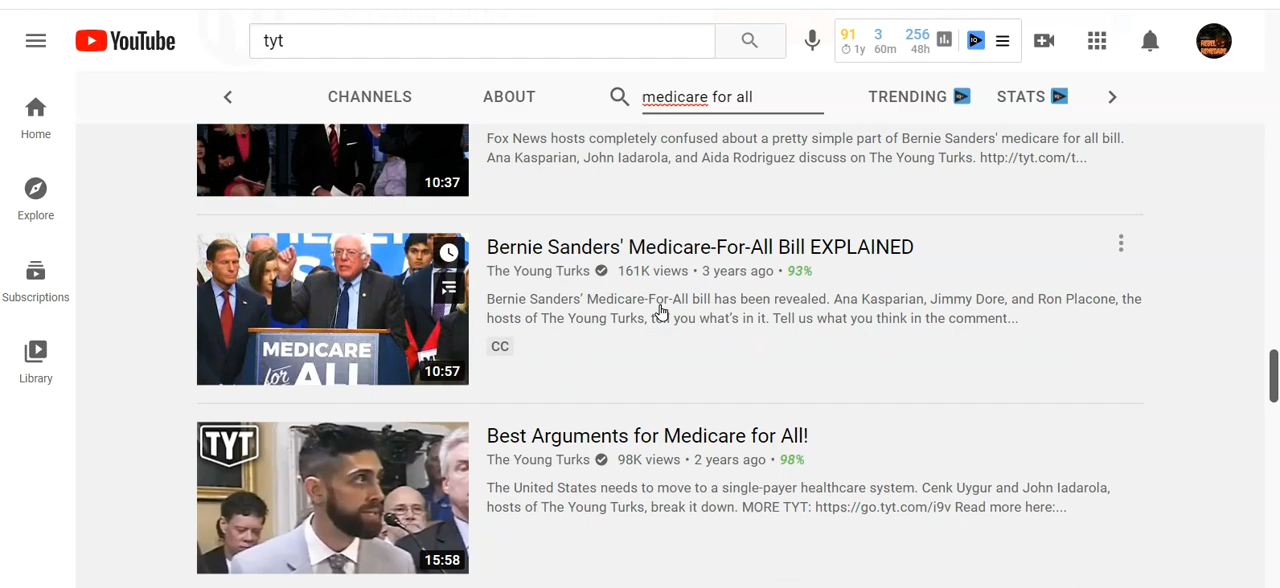 YouTube
tyt
91 3 256
1y 60m 48h
IQ
REBEL RENEGADE
CHANNELS ABOUT medicare for all TRENDING STATS
Home
Explore
Subscriptions
Library
10:37
Fox News hosts completely confused about a pretty simple part of Bernie Sanders' medicare for all bill.
Ana Kasparian, John Iadarola, and Aida Rodriguez discuss on The Young Turks. http://tyt.com/t...
MEDICARE
for ALL
10:57
Bernie Sanders' Medicare-For-All Bill EXPLAINED
The Young Turks 161K views • 3 years ago • 93%
Bernie Sanders' Medicare-For-All bill has been revealed. Ana Kasparian, Jimmy Dore, and Ron Placone, the
hosts of The Young Turks, tell you what's in it. Tell us what you think in the comment...
CC
TYT
15:58
Best Arguments for Medicare for All!
The Young Turks 98K views • 2 years ago • 98%
The United States needs to move to a single-payer healthcare system. Cenk Uygur and John Iadarola,
hosts of The Young Turks, break it down. MORE TYT: https://go.tyt.com/i9v Read more here:...